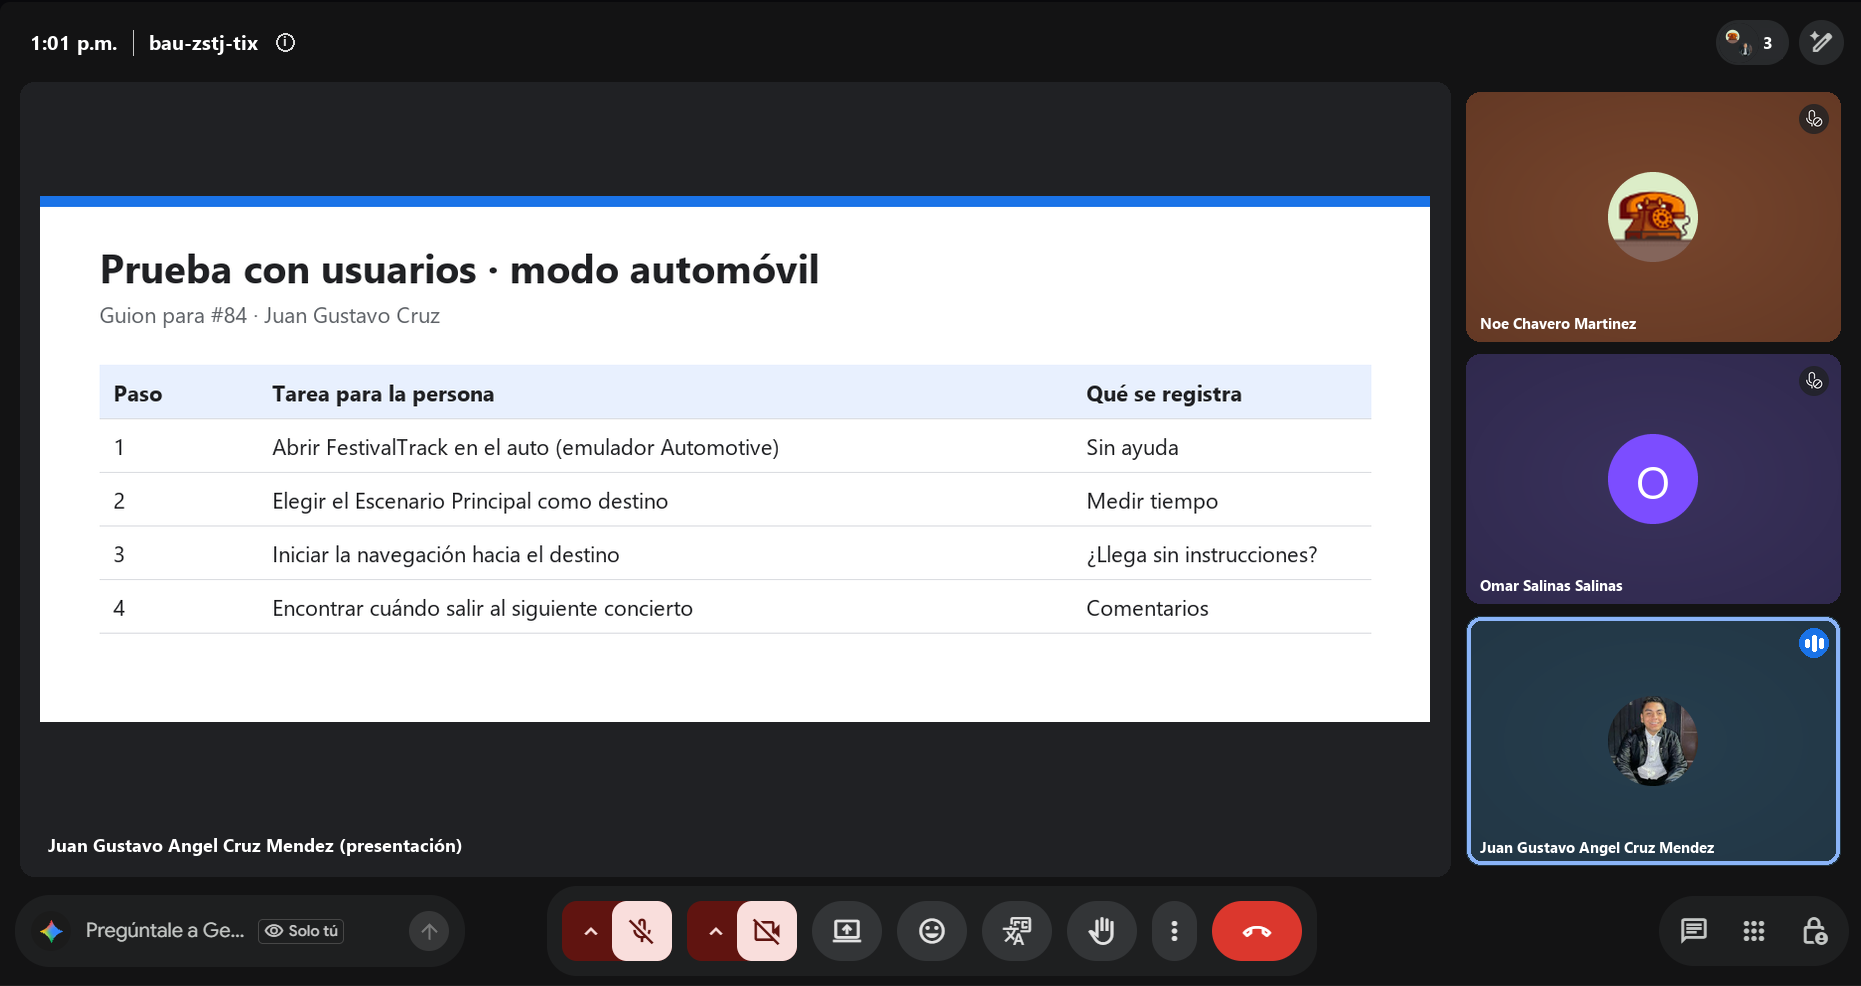 1:01 p.m. bau-zstj-tix
3
Prueba con usuarios · modo automóvil
Guion para #84 · Juan Gustavo Cruz
Paso Tarea para la persona Qué se registra
1 Abrir FestivalTrack en el auto (emulador Automotive) Sin ayuda
2 Elegir el Escenario Principal como destino Medir tiempo
3 Iniciar la navegación hacia el destino ¿Llega sin instrucciones?
4 Encontrar cuándo salir al siguiente concierto Comentarios
Juan Gustavo Angel Cruz Mendez (presentación)
Noe Chavero Martinez
O
Omar Salinas Salinas
Juan Gustavo Angel Cruz Mendez
Pregúntale a Ge... Solo tú